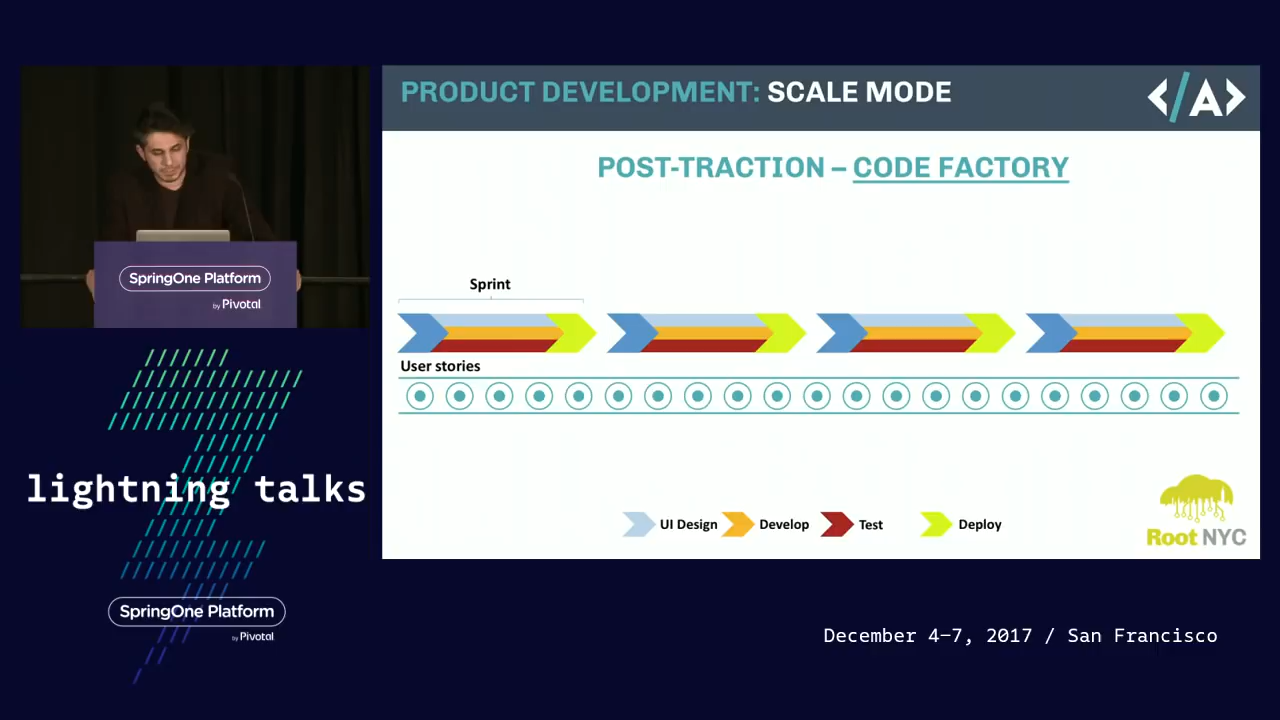 PRODUCT DEVELOPMENT: SCALE MODE
</A>
POST-TRACTION – CODE FACTORY
Sprint
User stories
UI Design
Develop
Test
Deploy
Root NYC
SpringOne Platform
by Pivotal
lightning talks
SpringOne Platform
by Pivotal
December 4–7, 2017 / San Francisco